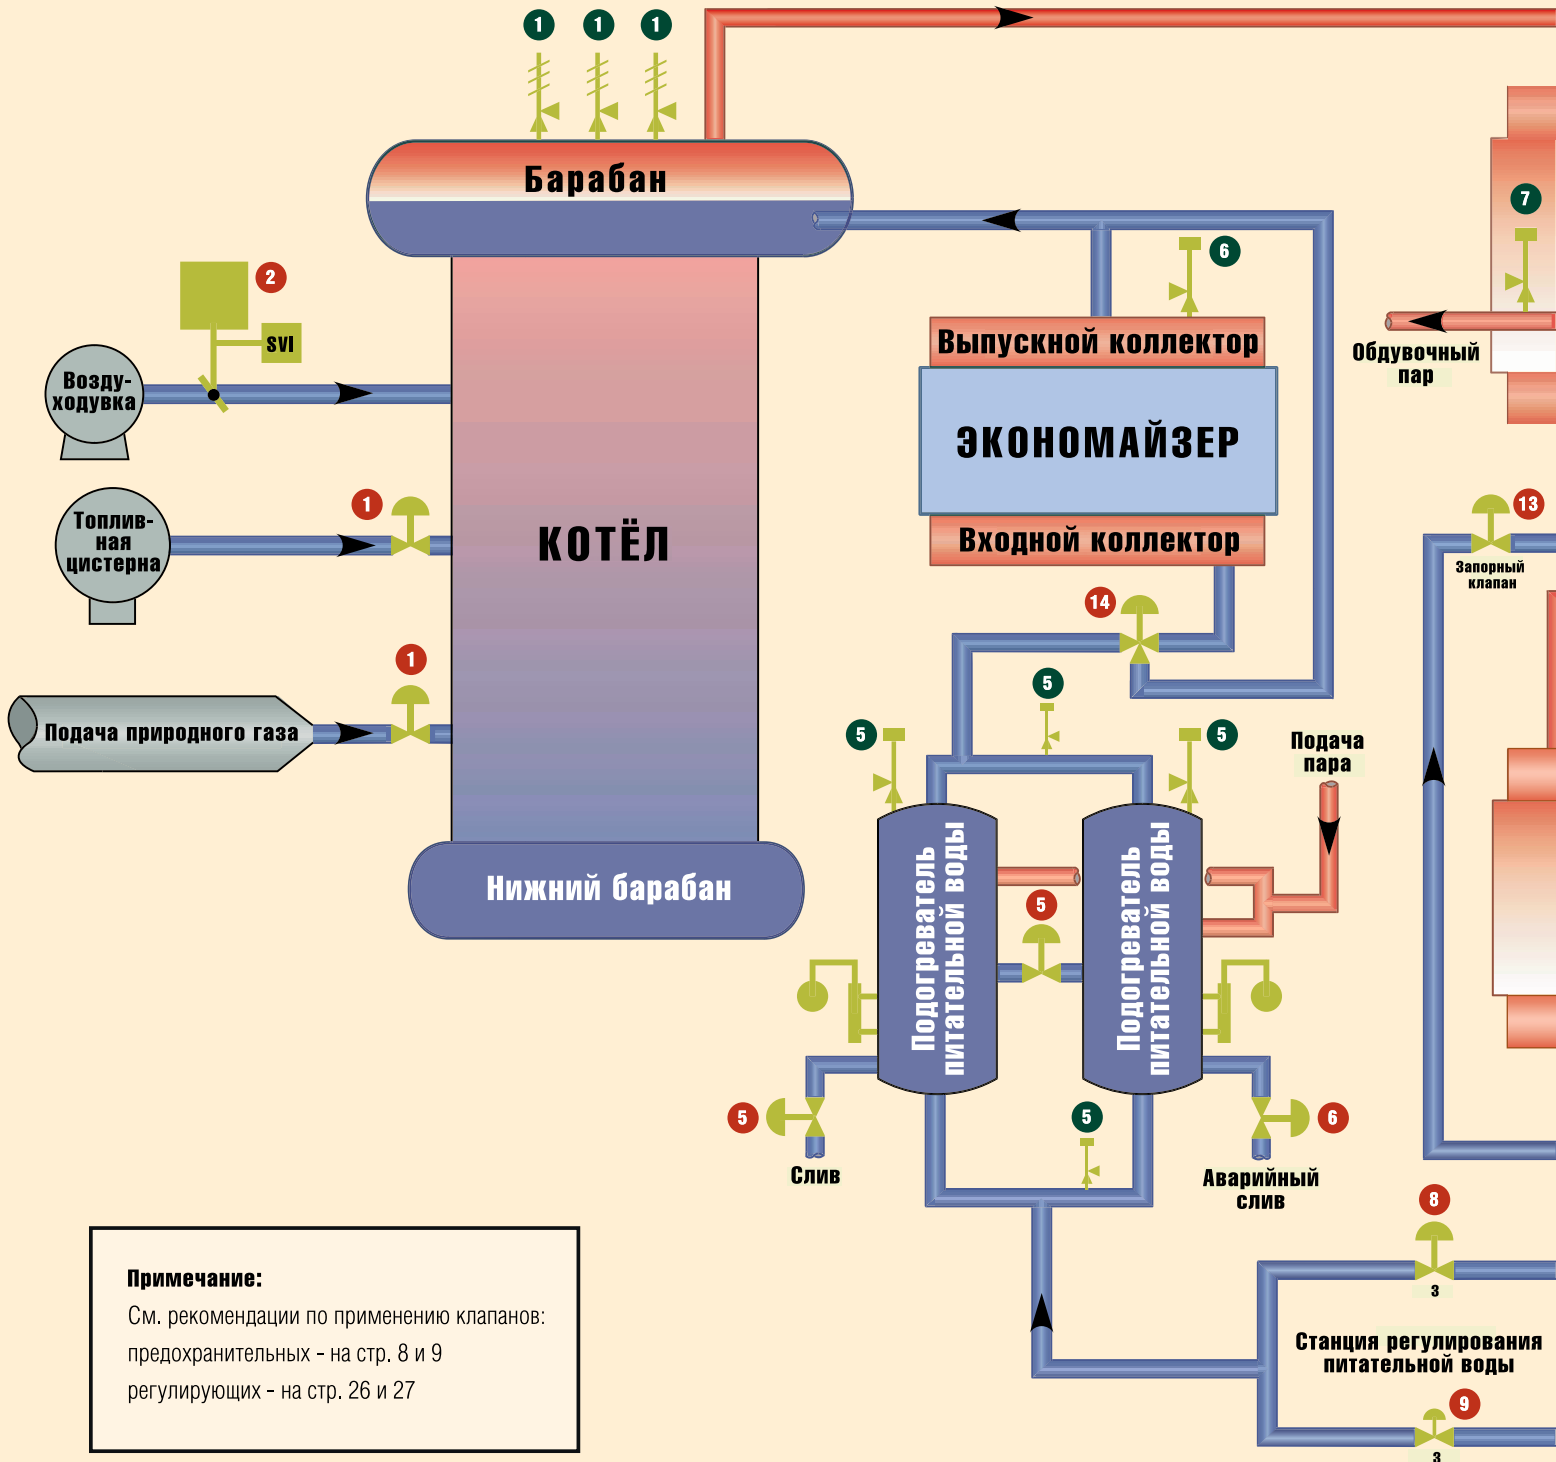 1 1 1
Барабан
7
6
2
SVI
Возду-
ходувка
Выпускной коллектор
Обдувочный
пар
ЭКОНОМАЙЗЕР
1
Топлив-
ная
цистерна
КОТЁЛ
Входной коллектор
13
Запорный
клапан
14
1
Подача природного газа
5
5
5
Подача
пара
Нижний барабан
Подогреватель
питательной воды
Подогреватель
питательной воды
5
5
Слив
5
6
Аварийный
слив
8
3
Станция регулирования
питательной воды
9
3
Примечание:
См. рекомендации по применению клапанов:
предохранительных - на стр. 8 и 9
регулирующих - на стр. 26 и 27